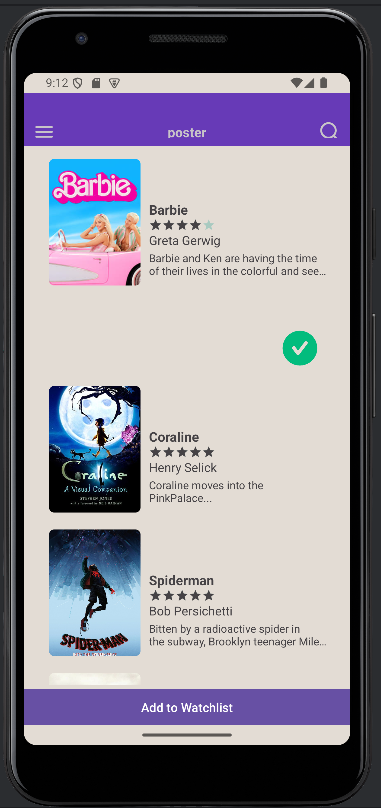 9:12
poster
Barbie
Barbie
Greta Gerwig
Barbie and Ken are having the time
of their lives in the colorful and see...
Coraline
A Visual Companion
Coraline
Henry Selick
Coraline moves into the
PinkPalace...
SPIDER-MAN
Spiderman
Bob Persichetti
Bitten by a radioactive spider in
the subway, Brooklyn teenager Mile...
Add to Watchlist